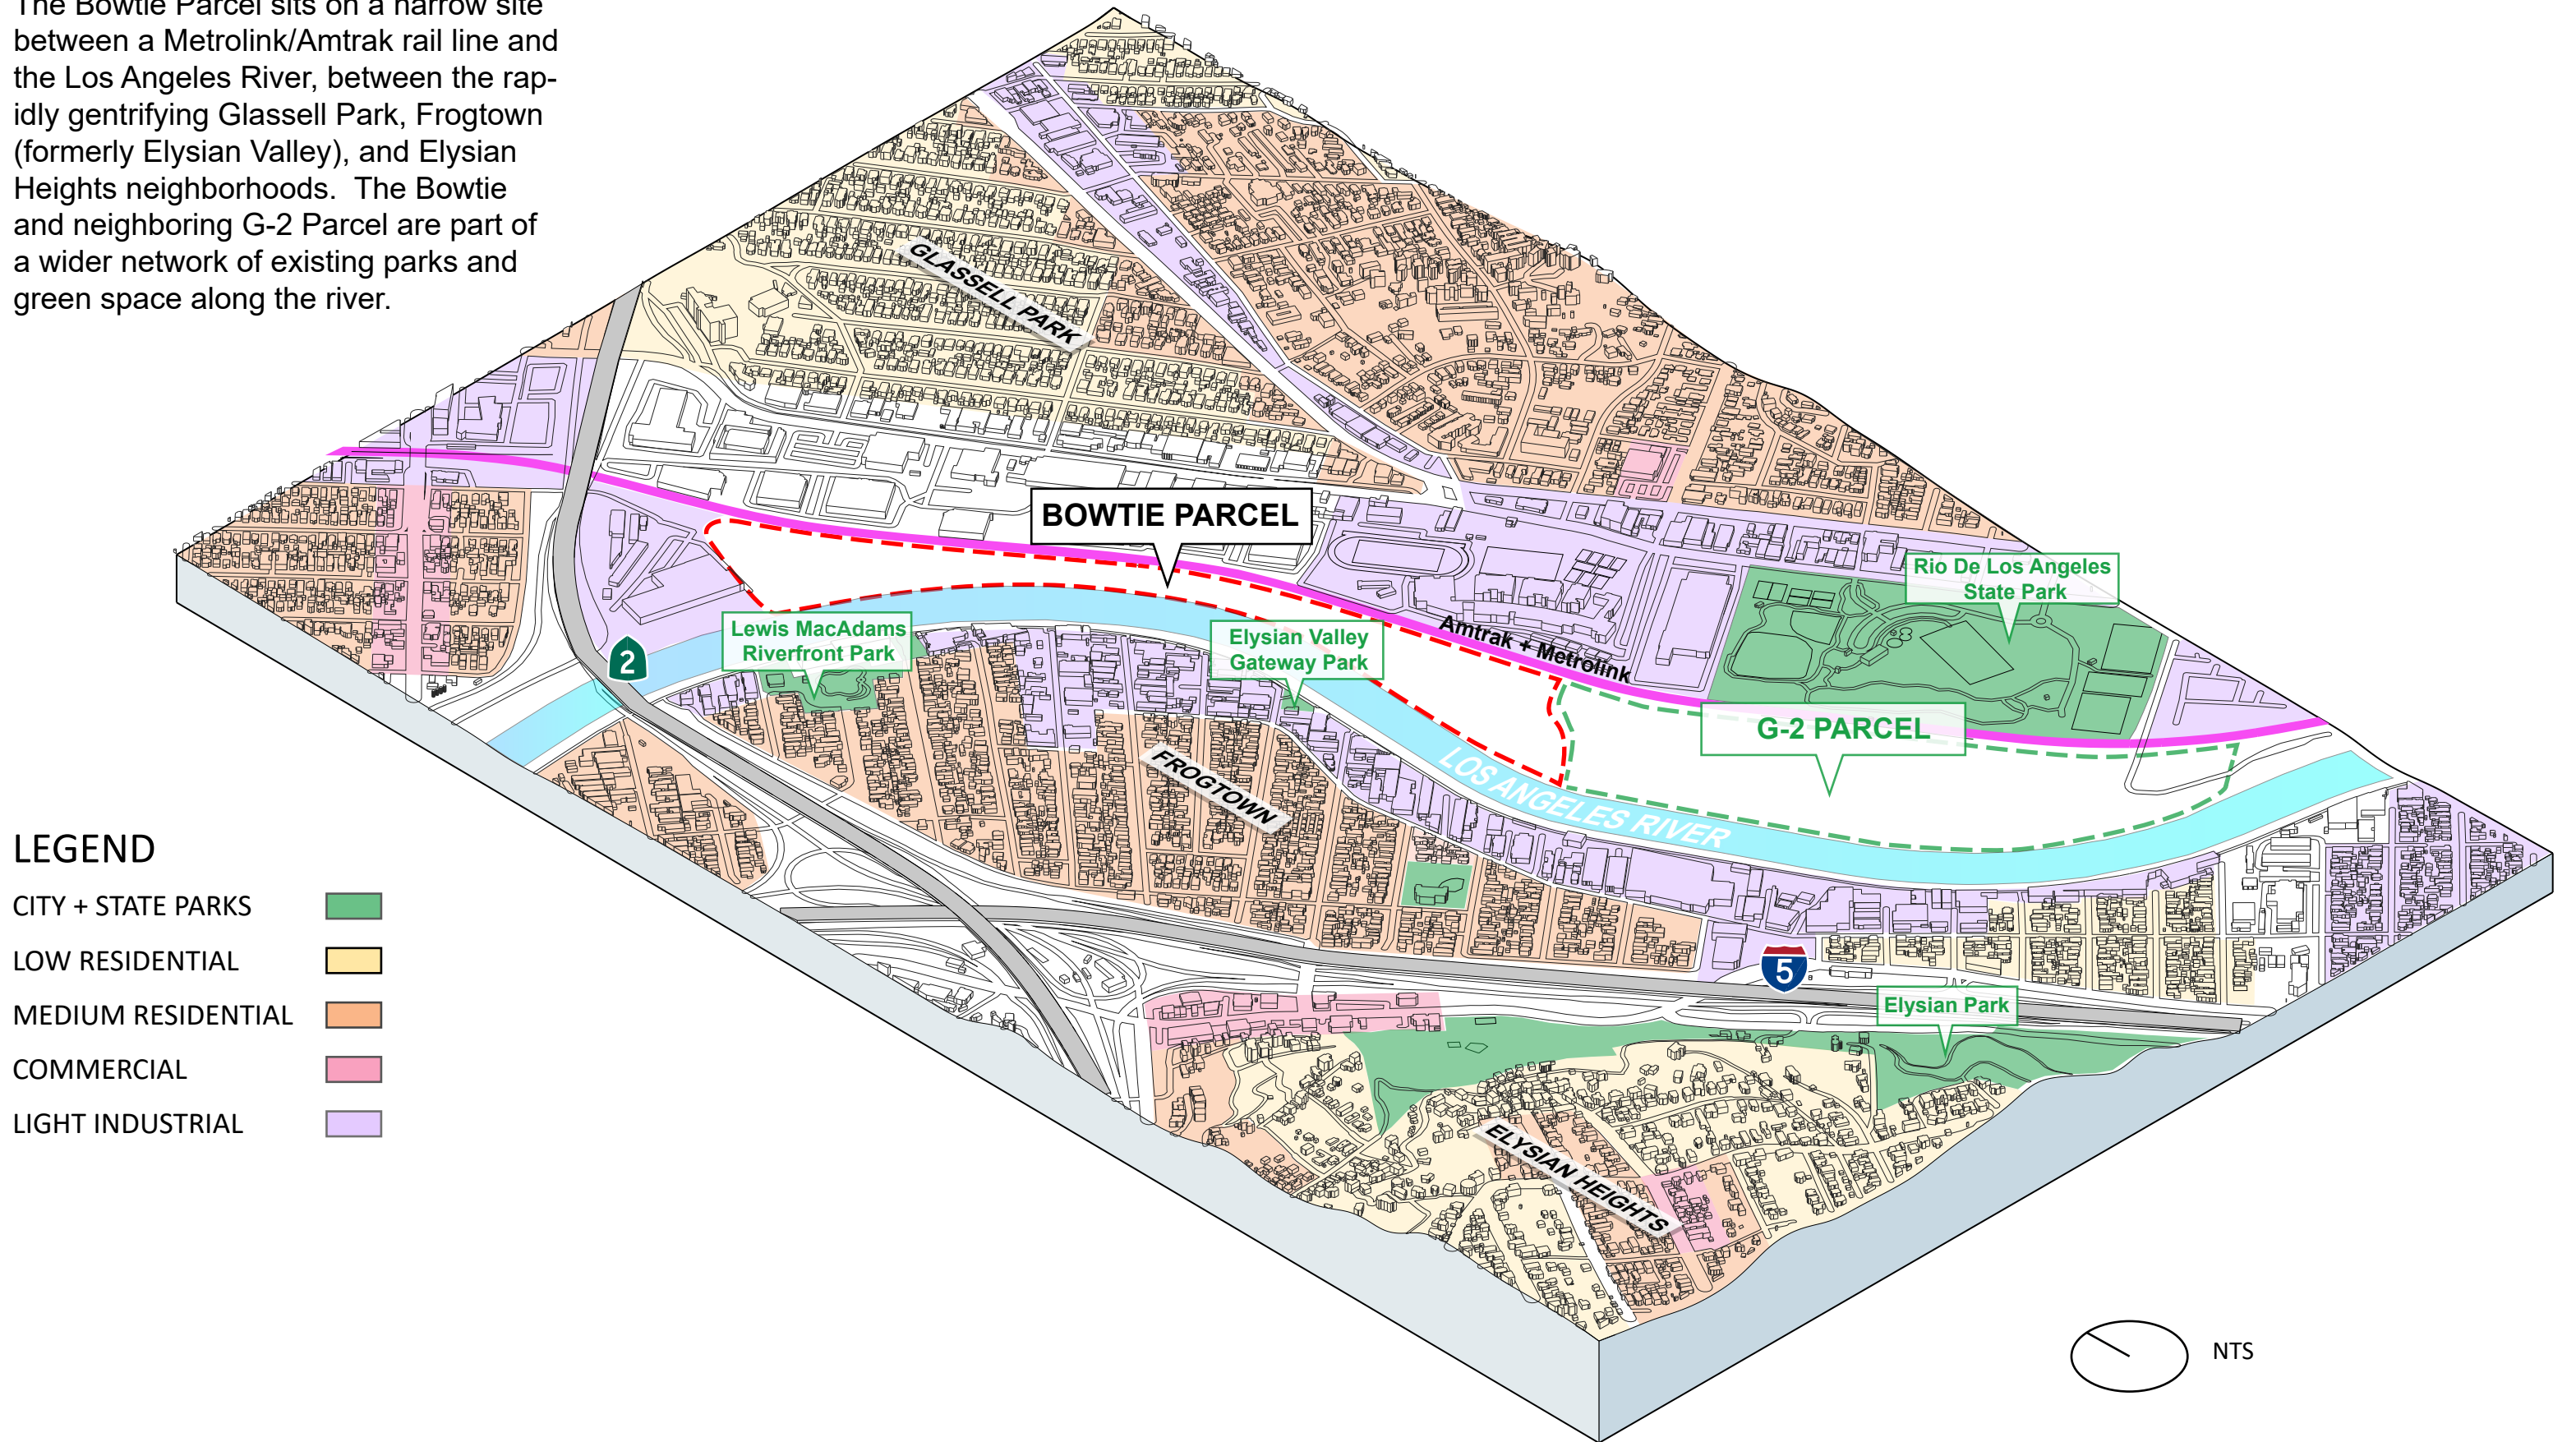 The Bowtie Parcel sits on a narrow site
between a Metrolink/Amtrak rail line and
the Los Angeles River, between the rap-
idly gentrifying Glassell Park, Frogtown
(formerly Elysian Valley), and Elysian
Heights neighborhoods.  The Bowtie
and neighboring G-2 Parcel are part of
a wider network of existing parks and
green space along the river.
GLASSELL PARK
BOWTIE PARCEL
Rio De Los Angeles
State Park
Lewis MacAdams
Riverfront Park
Elysian Valley
Gateway Park
Amtrak + Metrolink
2
G-2 PARCEL
FROGTOWN
LOS ANGELES RIVER
5
Elysian Park
ELYSIAN HEIGHTS
LEGEND
CITY + STATE PARKS
LOW RESIDENTIAL
MEDIUM RESIDENTIAL
COMMERCIAL
LIGHT INDUSTRIAL
NTS